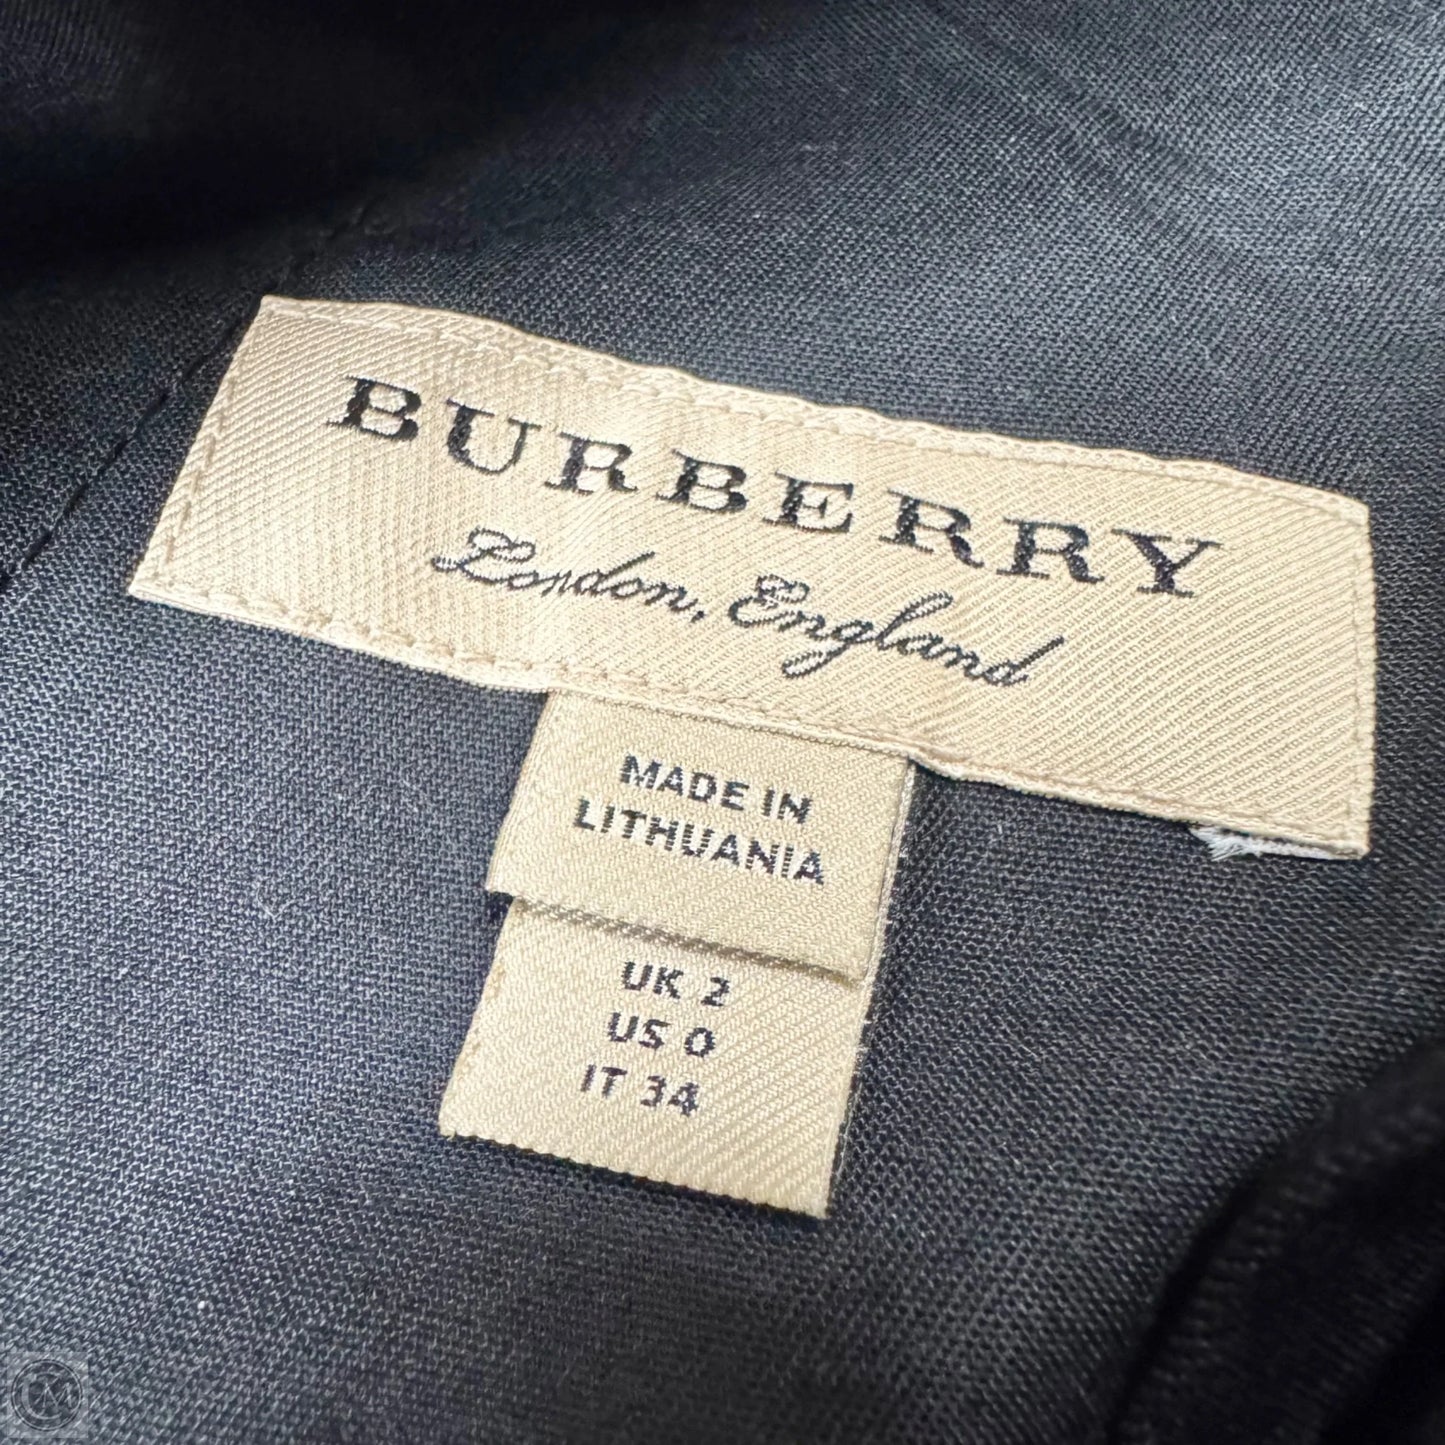 BURBERRY
London, England
MADE IN
LITHUANIA
UK 2
US 0
IT 34